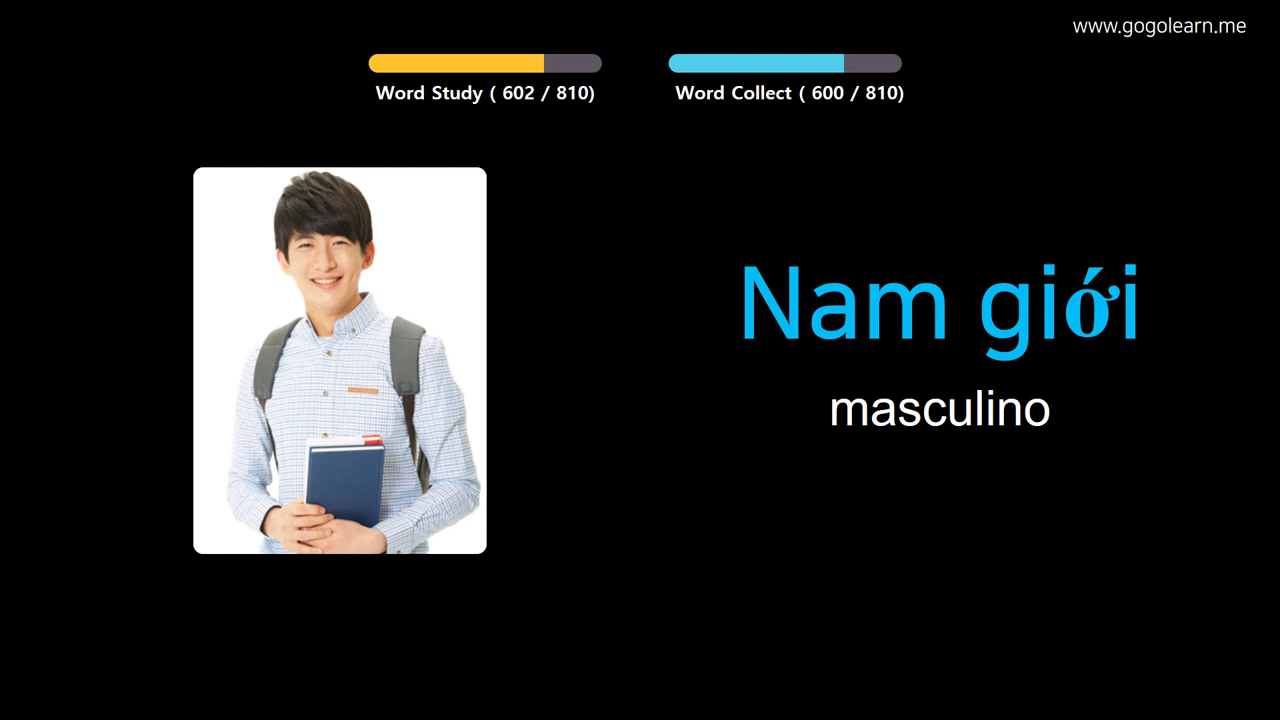 www.gogolearn.me
Word Study ( 602 / 810)
Word Collect ( 600 / 810)
Nam giới
masculino